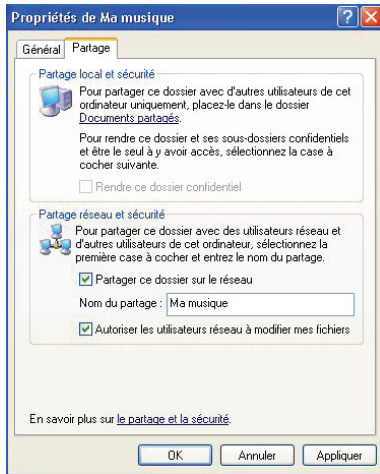 Propriétés de Ma musique
Général
Partage
Partage local et sécurité
Pour partager ce dossier avec d'autres utilisateurs de cet
ordinateur uniquement, placez-le dans le dossier
Documents partagés.
Pour rendre ce dossier et ses sous-dossiers confidentiels
et être le seul à y avoir accès, sélectionnez la case à
cocher suivante.
Rendre ce dossier confidentiel
Partage réseau et sécurité
Pour partager ce dossier avec des utilisateurs réseau et
d'autres utilisateurs de cet ordinateur, sélectionnez la
première case à cocher et entrez le nom du partage.
Partager ce dossier sur le réseau
Nom du partage : Ma musique
Autoriser les utilisateurs réseau à modifier mes fichiers
En savoir plus sur le partage et la sécurité.
OK
Annuler
Appliquer